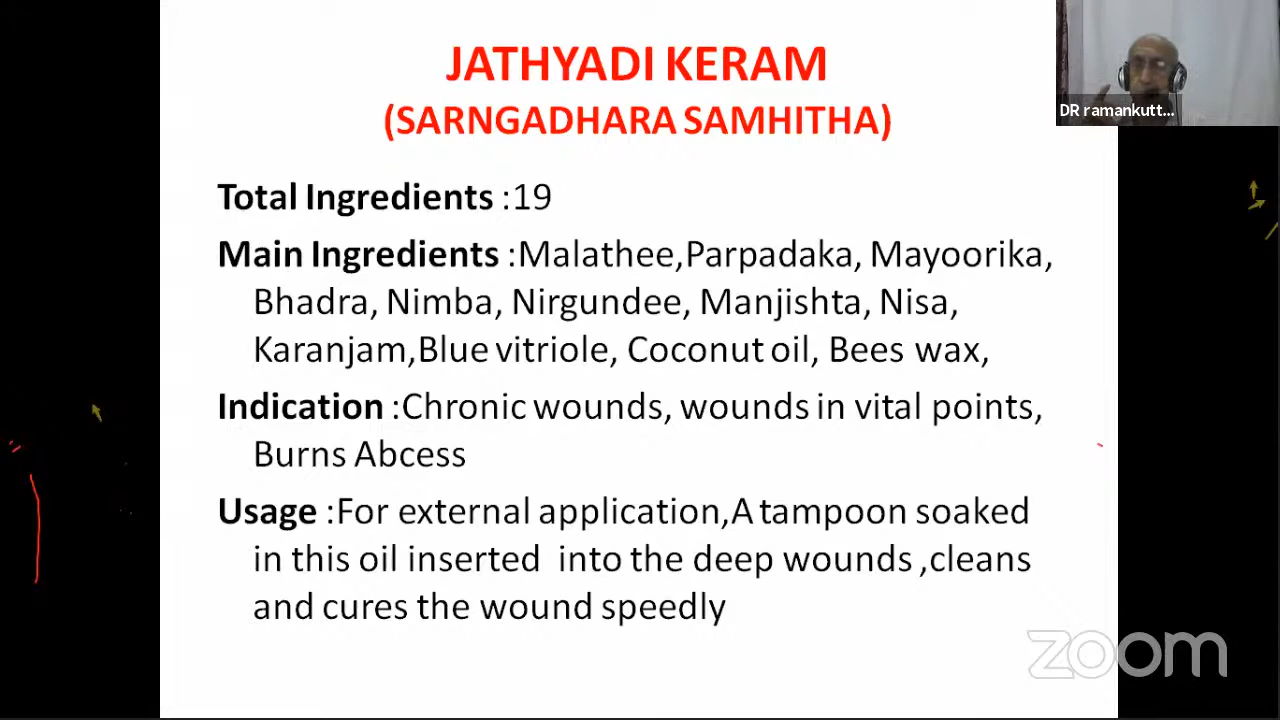 JATHYADI KERAM
(SARNGADHARA SAMHITHA)
DR ramankutt...
Total Ingredients :19
Main Ingredients :Malathee,Parpadaka, Mayoorika,
Bhadra, Nimba, Nirgundee, Manjishta, Nisa,
Karanjam,Blue vitriole, Coconut oil, Bees wax,
Indication :Chronic wounds, wounds in vital points,
Burns Abcess
Usage :For external application,A tampoon soaked
in this oil inserted into the deep wounds ,cleans
and cures the wound speedly
zoom